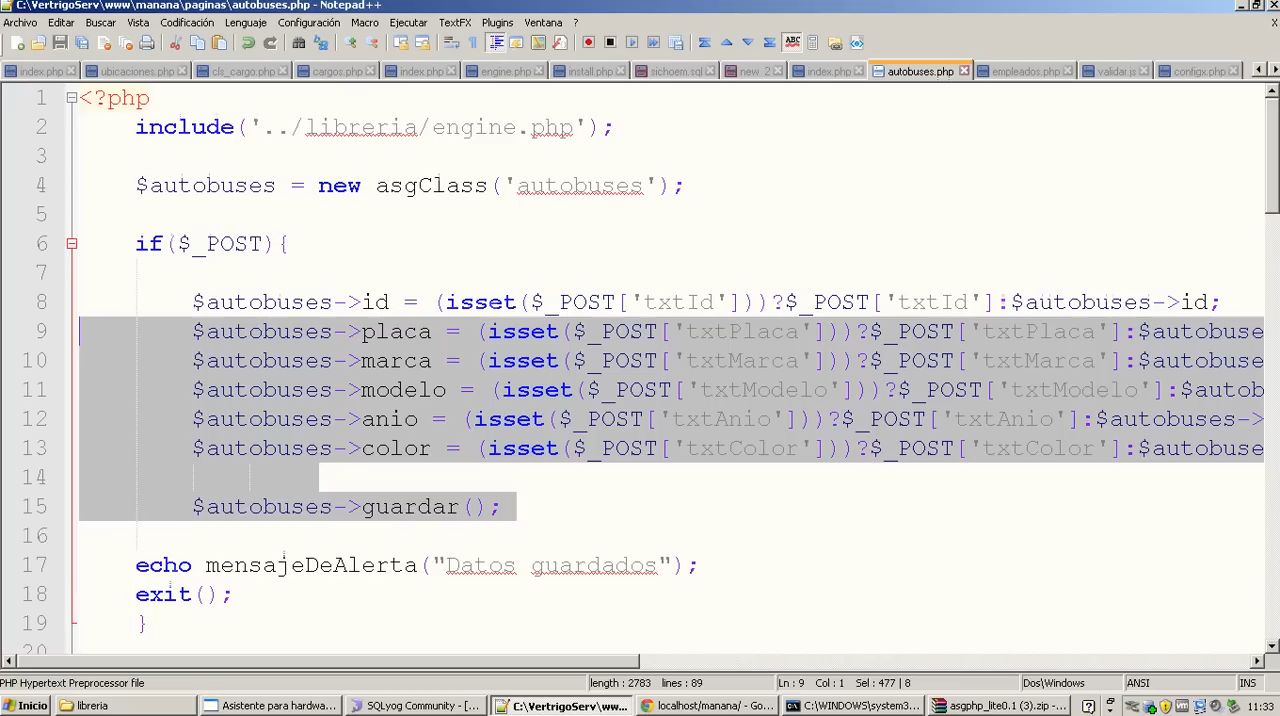 C:\VertrigoServ\www\manana\paginas\autobuses.php - Notepad++
Archivo Editar Buscar Vista Codificación Lenguaje Configuración Macro Ejecutar TextFX Plugins Ventana ? X
index.php ubicaciones.php cls_cargo.php cargos.php index.php engine.php install.php sichoem.sql new 2 index.php autobuses.php empleados.php validar.js configx.php
1 <?php
2 include('../libreria/engine.php');
3
4 $autobuses = new asgClass('autobuses');
5
6 if($_POST){
7
8 $autobuses->id = (isset($_POST['txtId']))?$_POST['txtId']:$autobuses->id;
9 $autobuses->placa = (isset($_POST['txtPlaca']))?$_POST['txtPlaca']:$autobuse
10 $autobuses->marca = (isset($_POST['txtMarca']))?$_POST['txtMarca']:$autobuse
11 $autobuses->modelo = (isset($_POST['txtModelo']))?$_POST['txtModelo']:$autob
12 $autobuses->anio = (isset($_POST['txtAnio']))?$_POST['txtAnio']:$autobuses->
13 $autobuses->color = (isset($_POST['txtColor']))?$_POST['txtColor']:$autobuse
14
15 $autobuses->guardar();
16
17 echo mensajeDeAlerta("Datos guardados");
18 exit();
19 }
20
PHP Hypertext Preprocessor file length : 2783 lines : 89 Ln : 9 Col : 1 Sel : 477 | 8 Dos\Windows ANSI INS
Inicio libreria Asistente para hardwa... SQLyog Community - [... C:\VertrigoServ\www... localhost/manana/ - Go... C:\WINDOWS\system3... asgphp_lite0.1 (3).zip - ... 11:33